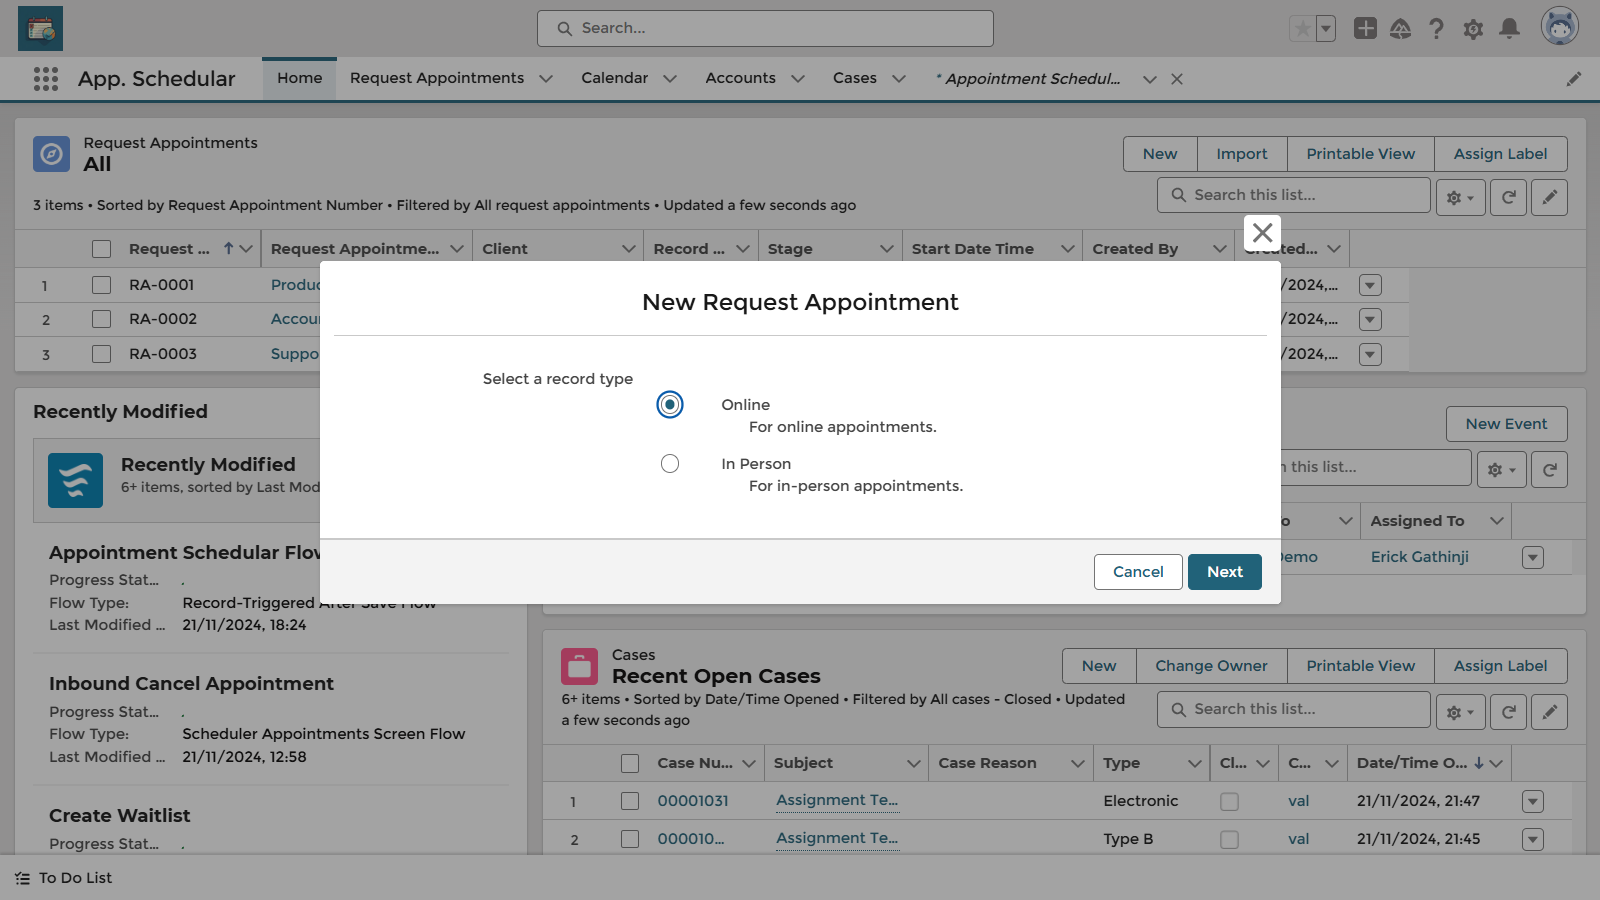 Search...
App. Schedular
Home
Request Appointments
Calendar
Accounts
Cases
* Appointment Schedul...
Request Appointments
All
New
Import
Printable View
Assign Label
3 items • Sorted by Request Appointment Number • Filtered by All request appointments • Updated a few seconds ago
Search this list...
Request ...
Request Appointme...
Client
Record ...
Stage
Start Date Time
Created By
1
RA-0001
/2024,...
2
RA-0002
/2024,...
3
RA-0003
/2024,...
New Request Appointment
Select a record type
Online
For online appointments.
In Person
For in-person appointments.
Cancel
Next
Recently Modified
Recently Modified
6+ items, sorted by Last Mod
Appointment Schedular Flow
Progress Stat... .
Flow Type: Record-Triggered After Save Flow
Last Modified ... 21/11/2024, 18:24
Inbound Cancel Appointment
Progress Stat... .
Flow Type: Scheduler Appointments Screen Flow
Last Modified ... 21/11/2024, 12:58
Create Waitlist
Progress Stat... .
New Event
this list...
Assigned To
Demo
Erick Gathinji
Cases
Recent Open Cases
New
Change Owner
Printable View
Assign Label
6+ items • Sorted by Date/Time Opened • Filtered by All cases - Closed • Updated
a few seconds ago
Search this list...
Case Nu...
Subject
Case Reason
Type
Cl...
C...
Date/Time O...
1
00001031
Assignment Te...
Electronic
val
21/11/2024, 21:47
2
000010...
Assignment Te...
Type B
val
21/11/2024, 21:45
To Do List